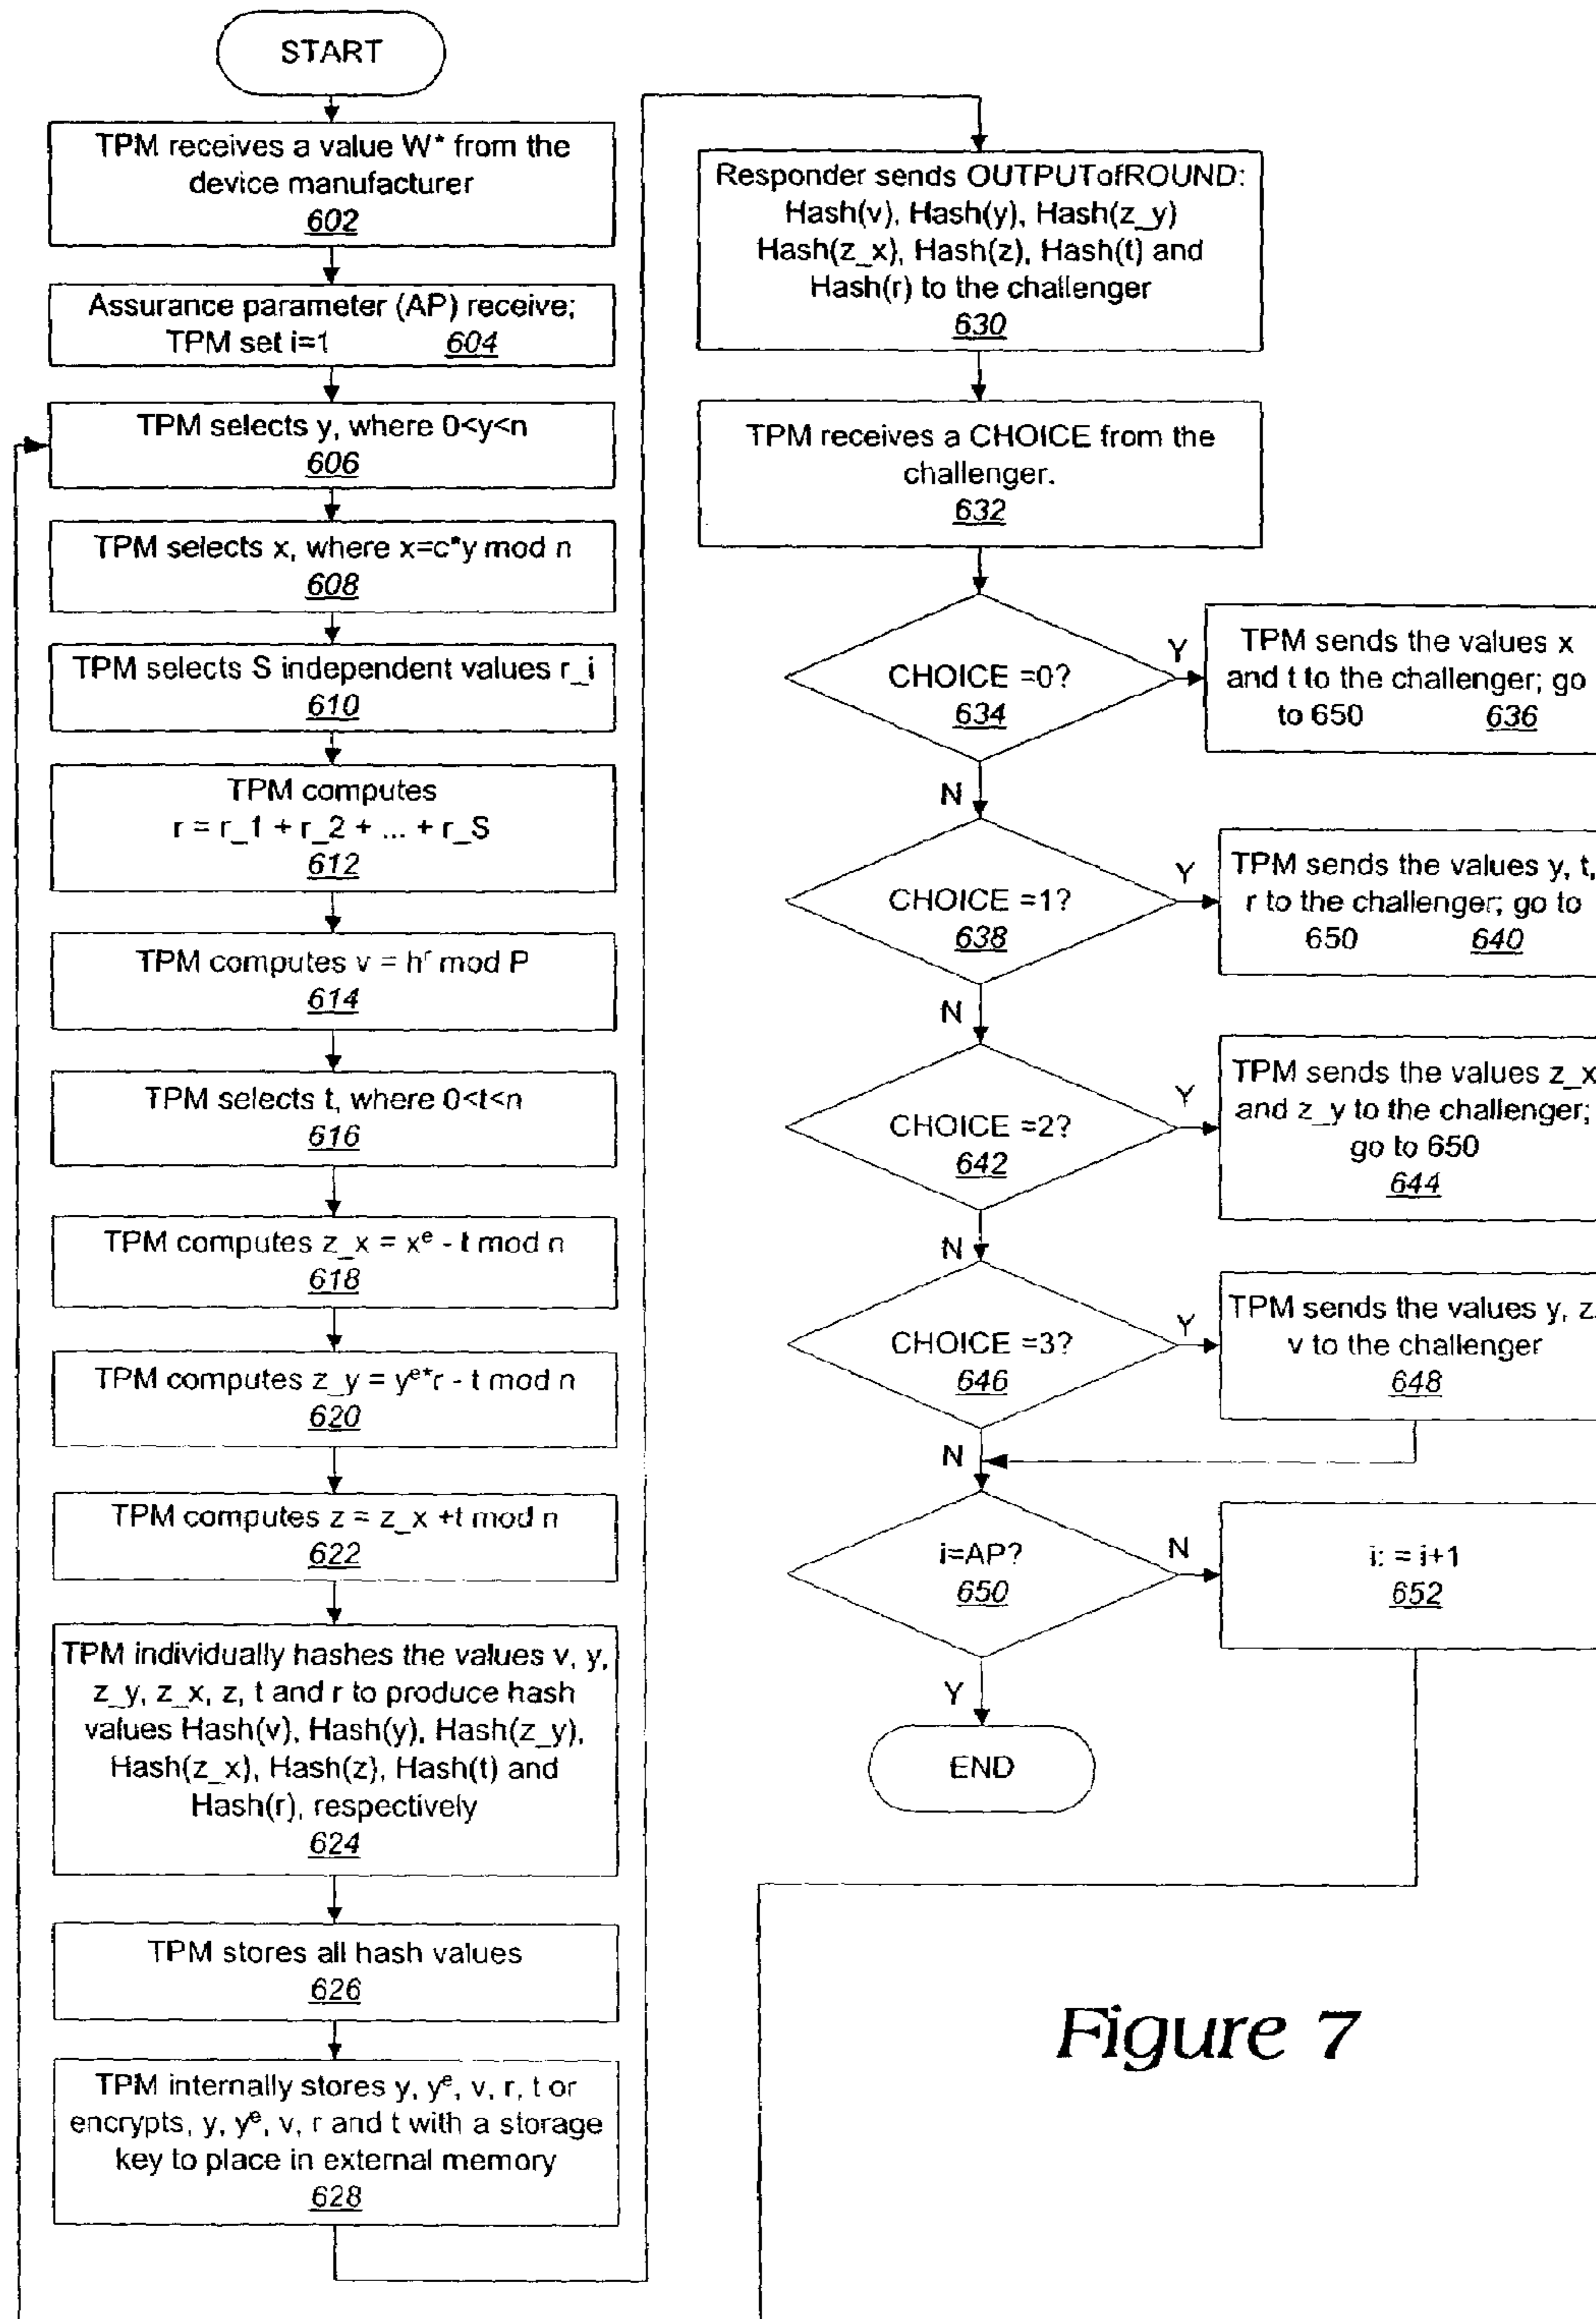 START
TPM receives a value W* from the
device manufacturer
602
Assurance parameter (AP) receive;
TPM set i=1 604
TPM selects y, where 0<y<n
606
TPM selects x, where x=c*y mod n
608
TPM selects S independent values r_i
610
TPM computes
r = r_1 + r_2 + ... + r_S
612
TPM computes v = hʳ mod P
614
TPM selects t, where 0<t<n
616
TPM computes z_x = xᵉ - t mod n
618
TPM computes z_y = yᵉ*r - t mod n
620
TPM computes z = z_x +t mod n
622
TPM individually hashes the values v, y,
z_y, z_x, z, t and r to produce hash
values Hash(v), Hash(y), Hash(z_y),
Hash(z_x), Hash(z), Hash(t) and
Hash(r), respectively
624
TPM stores all hash values
626
TPM internally stores y, yᵉ, v, r, t or
encrypts, y, yᵉ, v, r and t with a storage
key to place in external memory
628
Responder sends OUTPUTofROUND:
Hash(v), Hash(y), Hash(z_y)
Hash(z_x), Hash(z), Hash(t) and
Hash(r) to the challenger
630
TPM receives a CHOICE from the
challenger.
632
CHOICE =0?
634
Y
TPM sends the values x
and t to the challenger; go
to 650 636
N
CHOICE =1?
638
Y
TPM sends the values y, t,
r to the challenger; go to
650 640
N
CHOICE =2?
642
Y
TPM sends the values z_x
and z_y to the challenger;
go to 650
644
N
CHOICE =3?
646
Y
TPM sends the values y, z,
v to the challenger
648
N
i=AP?
650
N
i: = i+1
652
Y
END
Figure 7